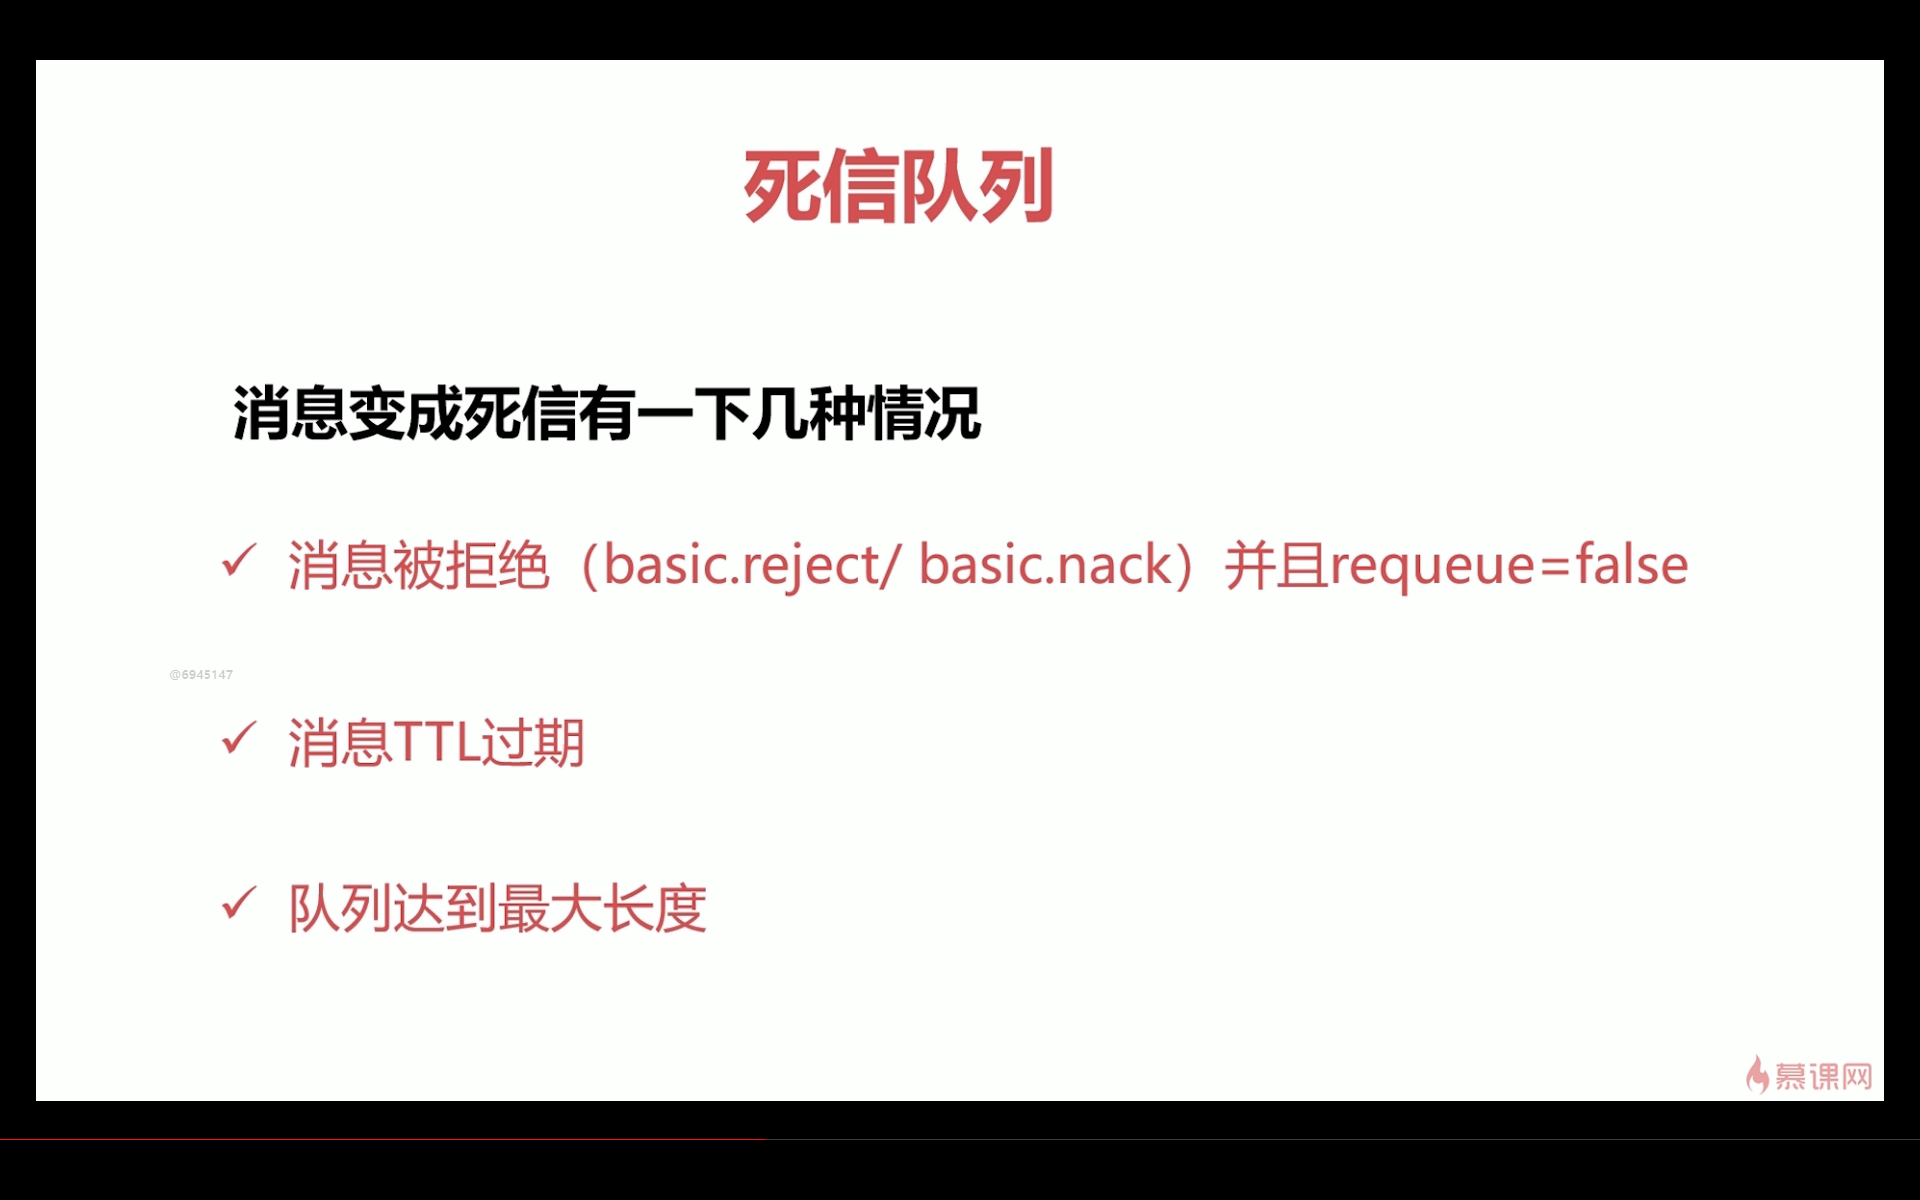 死信队列
消息变成死信有一下几种情况
✓ 消息被拒绝（basic.reject/ basic.nack）并且requeue=false
@6945147
✓ 消息TTL过期
✓ 队列达到最大长度
慕课网